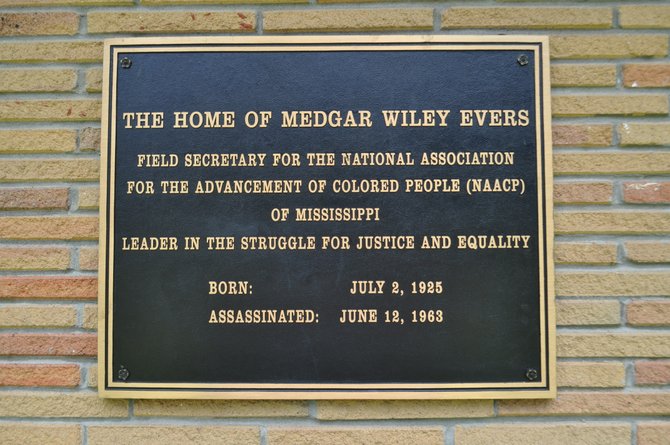 THE HOME OF MEDGAR WILEY EVERS
FIELD SECRETARY FOR THE NATIONAL ASSOCIATION
FOR THE ADVANCEMENT OF COLORED PEOPLE (NAACP)
OF MISSISSIPPI
LEADER IN THE STRUGGLE FOR JUSTICE AND EQUALITY
BORN: JULY 2, 1925
ASSASSINATED: JUNE 12, 1963